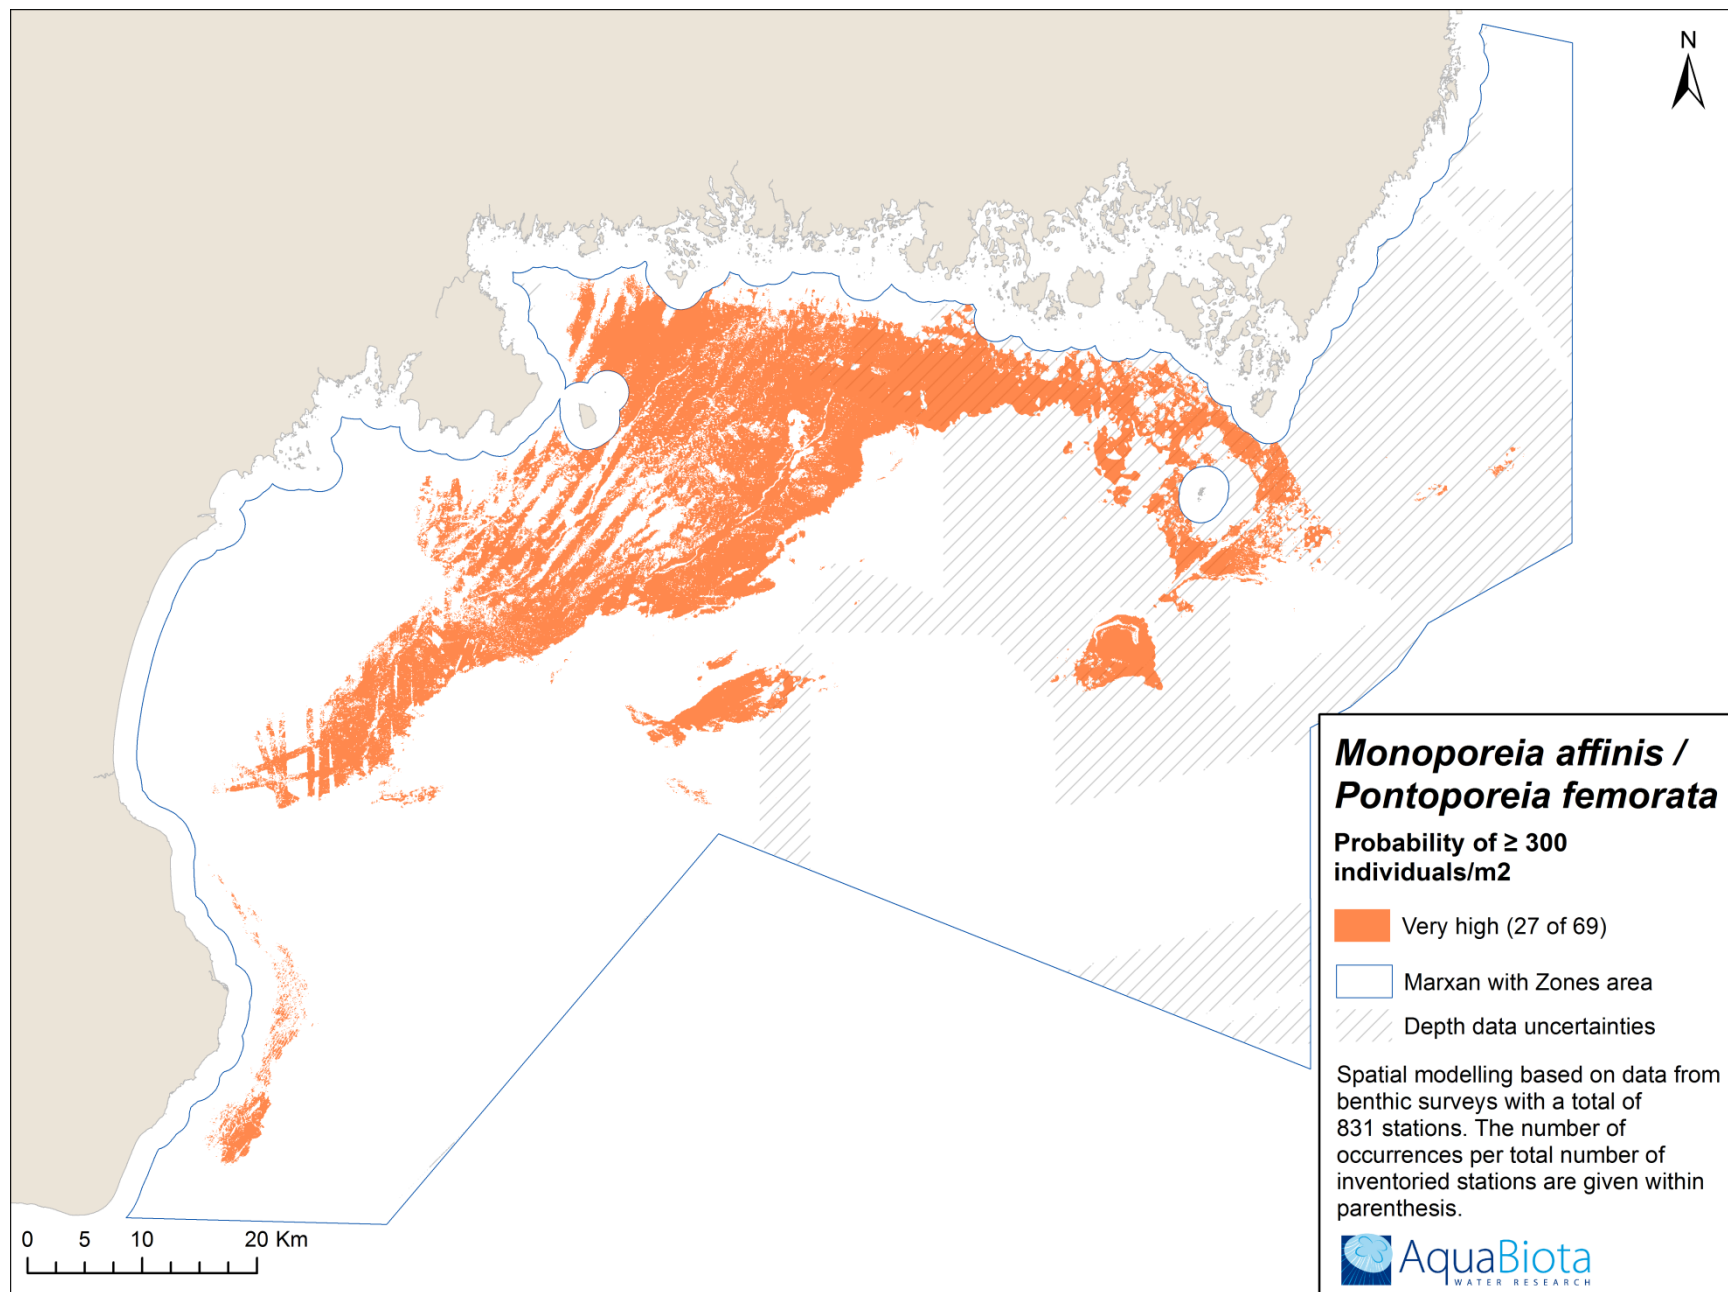 N
Monoporeia affinis /
Pontoporeia femorata
Probability of ≥ 300
individuals/m2
Very high (27 of 69)
Marxan with Zones area
Depth data uncertainties
Spatial modelling based on data from
benthic surveys with a total of
831 stations. The number of
occurrences per total number of
inventoried stations are given within
parenthesis.
AquaBiota
WATER RESEARCH
0 5 10 20 Km